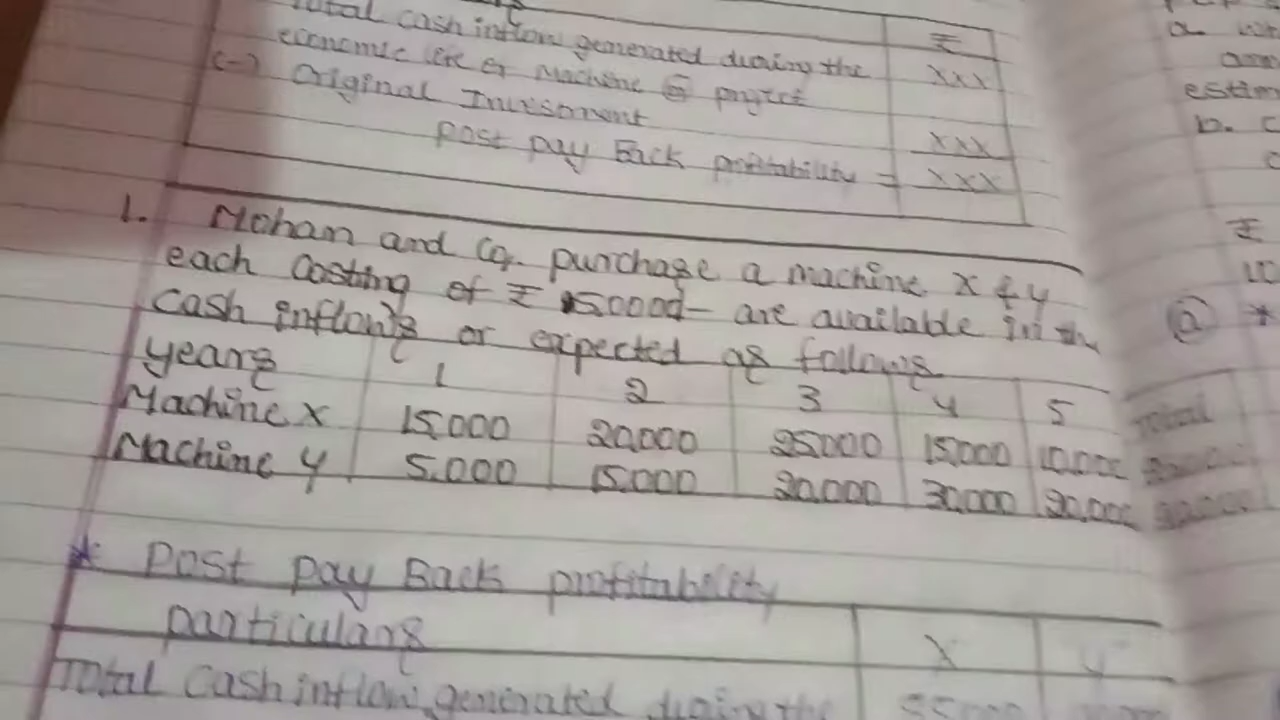 Total cash inflow generated during the ₹
economic life of Machine @ project xxx
(-) Original Investment xxx
post pay Back profitability = xxx
1. Mohan and Co. purchase a machine X & Y
each costing of ₹ 50000/- are available in the
cash inflows or expected as follows
years 1 2 3 4 5 Total
Machine X 15,000 20,000 25,000 15,000 10,000
Machine Y 5,000 15,000 20,000 30,000 20,000
* Post pay Back profitability
particulars X Y
Total cash inflow generated during the
a
₹
(a) *